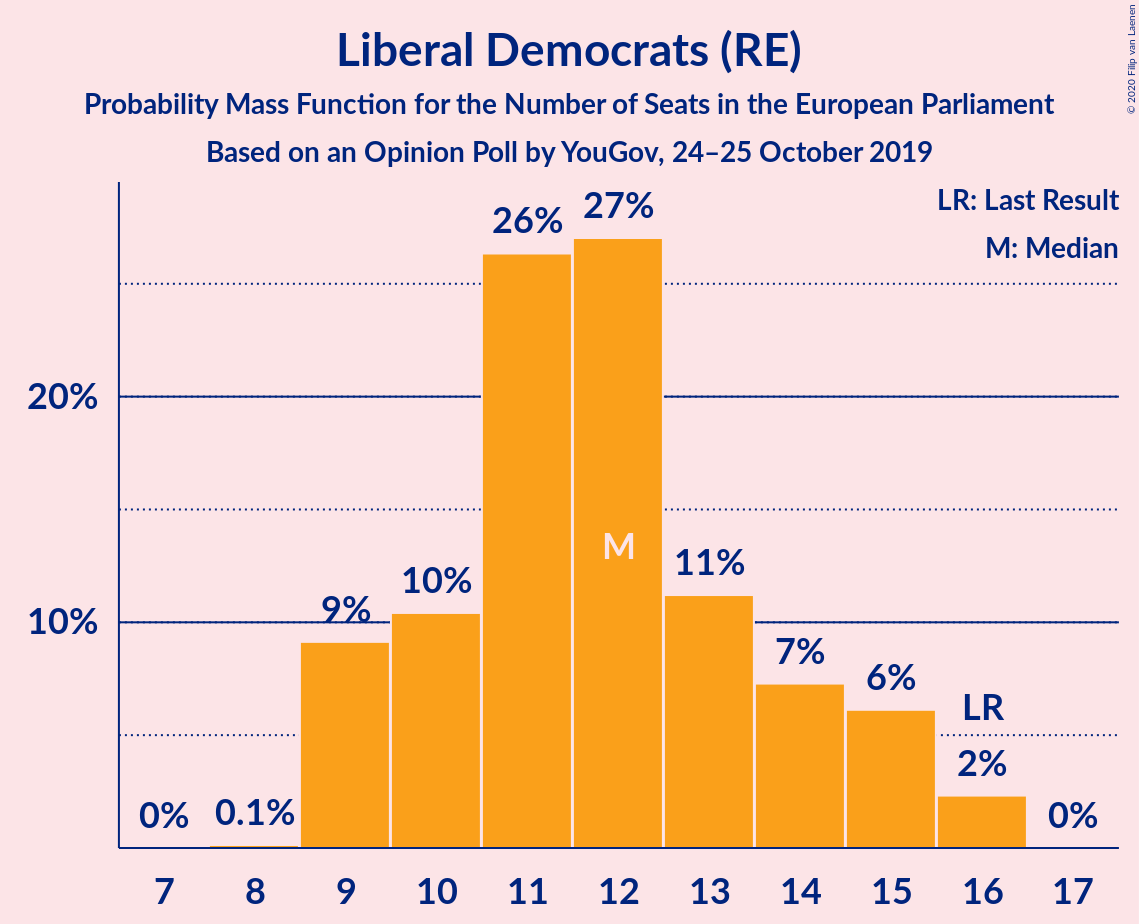 Liberal Democrats (RE)
Probability Mass Function for the Number of Seats in the European Parliament
Based on an Opinion Poll by YouGov, 24–25 October 2019
© 2020 Filip van Laenen
LR: Last Result
M: Median
20%
10%
0%
0.1%
9%
10%
26%
27%
M
11%
7%
6%
LR
2%
0%
7 8 9 10 11 12 13 14 15 16 17